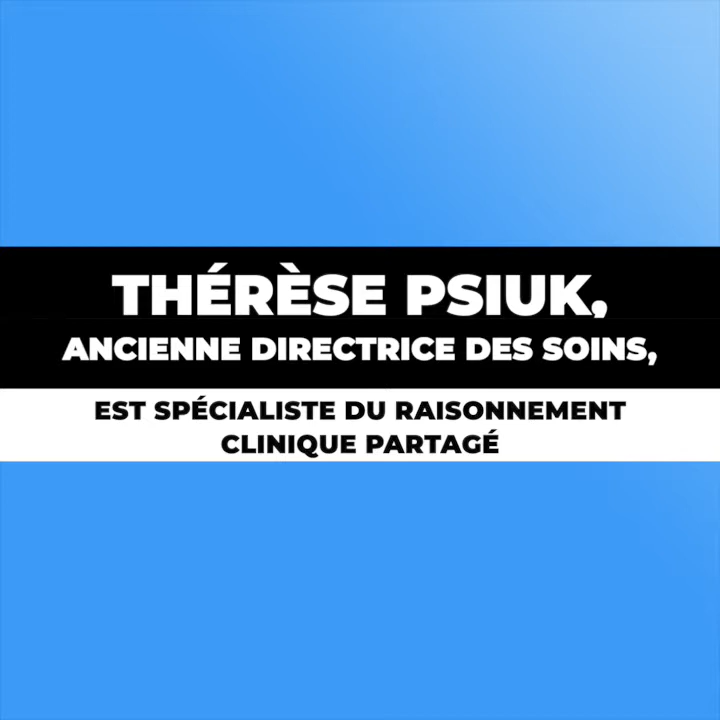 THÉRÈSE PSIUK,
ANCIENNE DIRECTRICE DES SOINS,
EST SPÉCIALISTE DU RAISONNEMENT
CLINIQUE PARTAGÉ